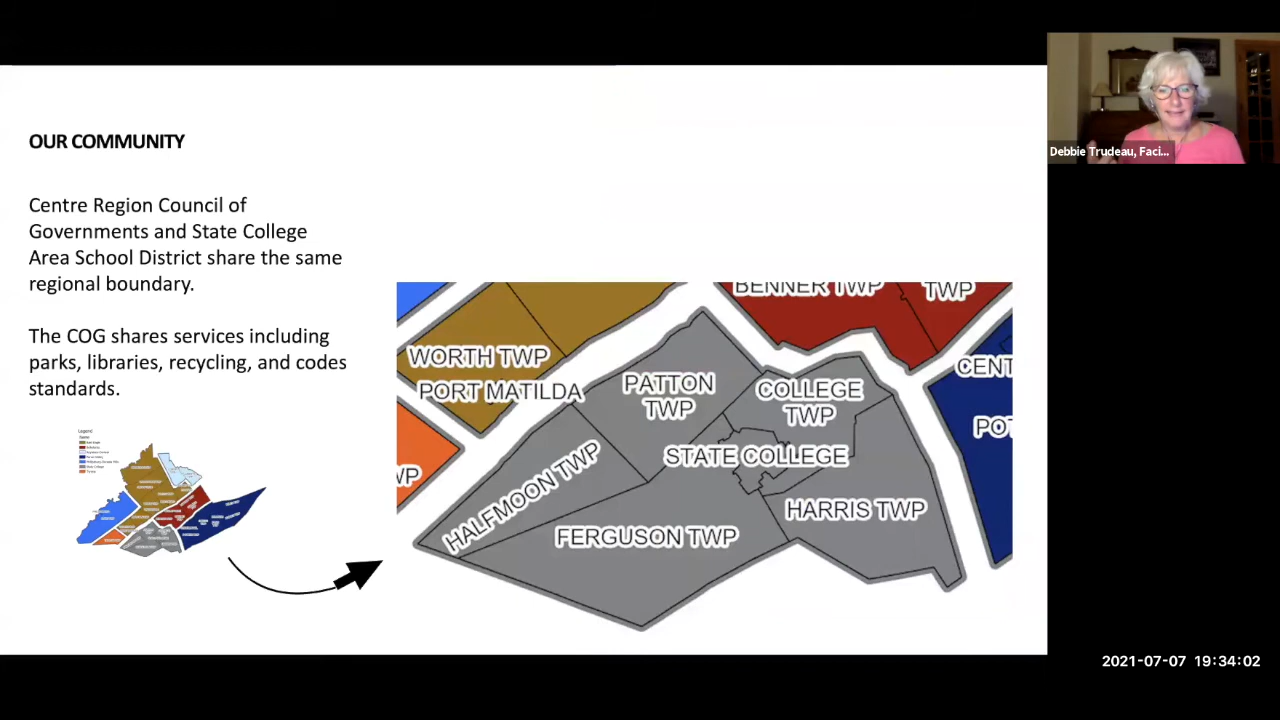 OUR COMMUNITY
Centre Region Council of
Governments and State College
Area School District share the same
regional boundary.
The COG shares services including
parks, libraries, recycling, and codes
standards.
Legend
BENNER TWP
TWP
WORTH TWP
PORT MATILDA
PATTON
TWP
COLLEGE
TWP
CENT
POT
WP
STATE COLLEGE
HALFMOON TWP
HARRIS TWP
FERGUSON TWP
Debbie Trudeau, Faci...
2021-07-07 19:34:02